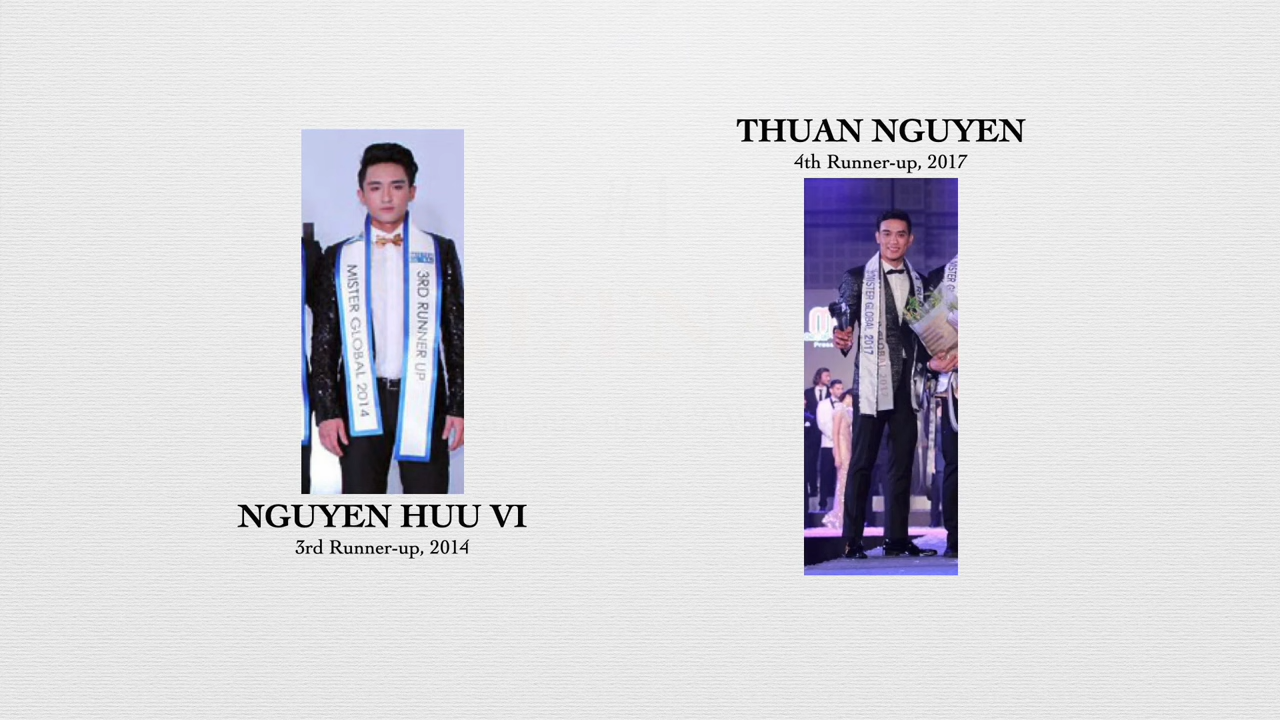 MISTER GLOBAL 2014
3RD RUNNER UP
NGUYEN HUU VI
3rd Runner-up, 2014
THUAN NGUYEN
4th Runner-up, 2017
MISTER GLOBAL 2017